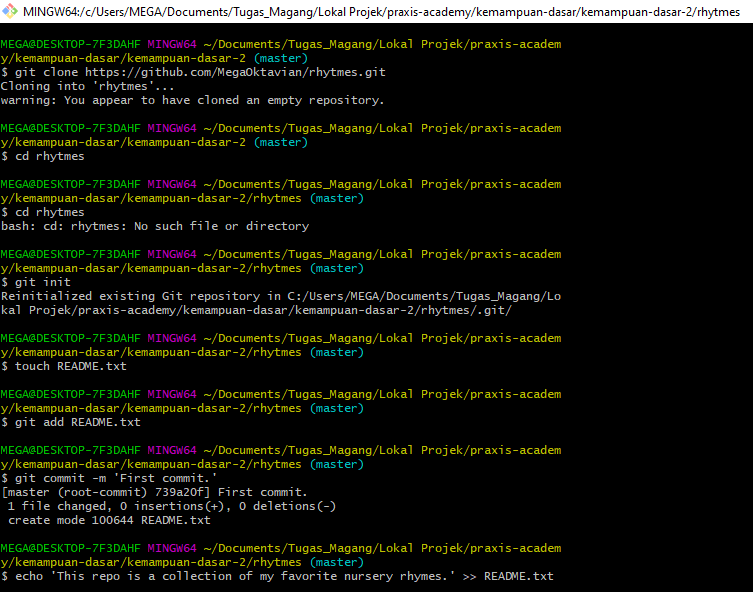 MINGW64:/c/Users/MEGA/Documents/Tugas_Magang/Lokal Projek/praxis-academy/kemampuan-dasar/kemampuan-dasar-2/rhytmes
MEGA@DESKTOP-7F3DAHF MINGW64 ~/Documents/Tugas_Magang/Lokal Projek/praxis-academ
y/kemampuan-dasar/kemampuan-dasar-2 (master)
$ git clone https://github.com/MegaOktavian/rhytmes.git
Cloning into 'rhytmes'...
warning: You appear to have cloned an empty repository.
MEGA@DESKTOP-7F3DAHF MINGW64 ~/Documents/Tugas_Magang/Lokal Projek/praxis-academ
y/kemampuan-dasar/kemampuan-dasar-2 (master)
$ cd rhytmes
MEGA@DESKTOP-7F3DAHF MINGW64 ~/Documents/Tugas_Magang/Lokal Projek/praxis-academ
y/kemampuan-dasar/kemampuan-dasar-2/rhytmes (master)
$ cd rhytmes
bash: cd: rhytmes: No such file or directory
MEGA@DESKTOP-7F3DAHF MINGW64 ~/Documents/Tugas_Magang/Lokal Projek/praxis-academ
y/kemampuan-dasar/kemampuan-dasar-2/rhytmes (master)
$ git init
Reinitialized existing Git repository in C:/Users/MEGA/Documents/Tugas_Magang/Lo
kal Projek/praxis-academy/kemampuan-dasar/kemampuan-dasar-2/rhytmes/.git/
MEGA@DESKTOP-7F3DAHF MINGW64 ~/Documents/Tugas_Magang/Lokal Projek/praxis-academ
y/kemampuan-dasar/kemampuan-dasar-2/rhytmes (master)
$ touch README.txt
MEGA@DESKTOP-7F3DAHF MINGW64 ~/Documents/Tugas_Magang/Lokal Projek/praxis-academ
y/kemampuan-dasar/kemampuan-dasar-2/rhytmes (master)
$ git add README.txt
MEGA@DESKTOP-7F3DAHF MINGW64 ~/Documents/Tugas_Magang/Lokal Projek/praxis-academ
y/kemampuan-dasar/kemampuan-dasar-2/rhytmes (master)
$ git commit -m 'First commit.'
[master (root-commit) 739a20f] First commit.
1 file changed, 0 insertions(+), 0 deletions(-)
create mode 100644 README.txt
MEGA@DESKTOP-7F3DAHF MINGW64 ~/Documents/Tugas_Magang/Lokal Projek/praxis-academ
y/kemampuan-dasar/kemampuan-dasar-2/rhytmes (master)
$ echo 'This repo is a collection of my favorite nursery rhymes.' >> README.txt